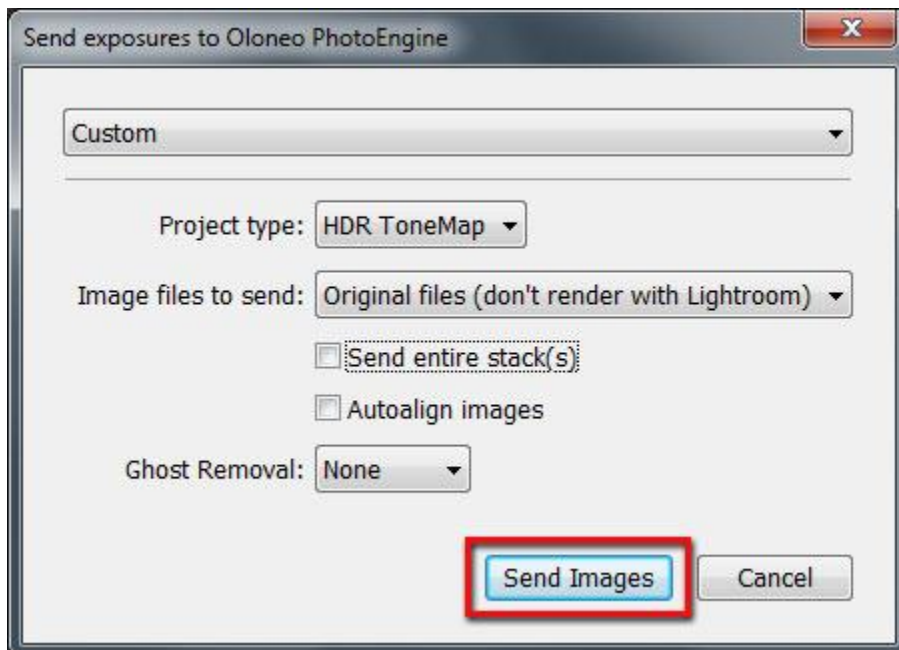 Send exposures to Oloneo PhotoEngine
Custom
Project type: HDR ToneMap
Image files to send: Original files (don't render with Lightroom)
Send entire stack(s)
Autoalign images
Ghost Removal: None
Send Images Cancel